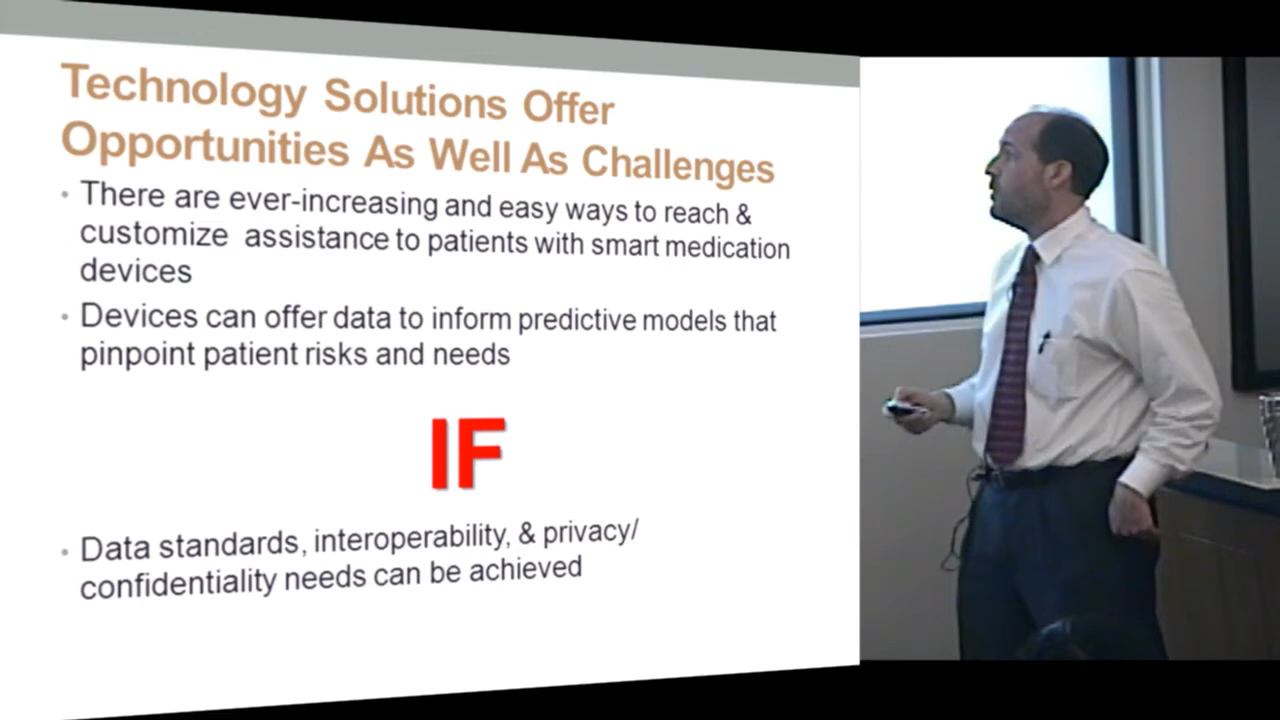 Technology Solutions Offer
Opportunities As Well As Challenges
• There are ever-increasing and easy ways to reach &
customize  assistance to patients with smart medication
devices
• Devices can offer data to inform predictive models that
pinpoint patient risks and needs
IF
• Data standards, interoperability, & privacy/
confidentiality needs can be achieved